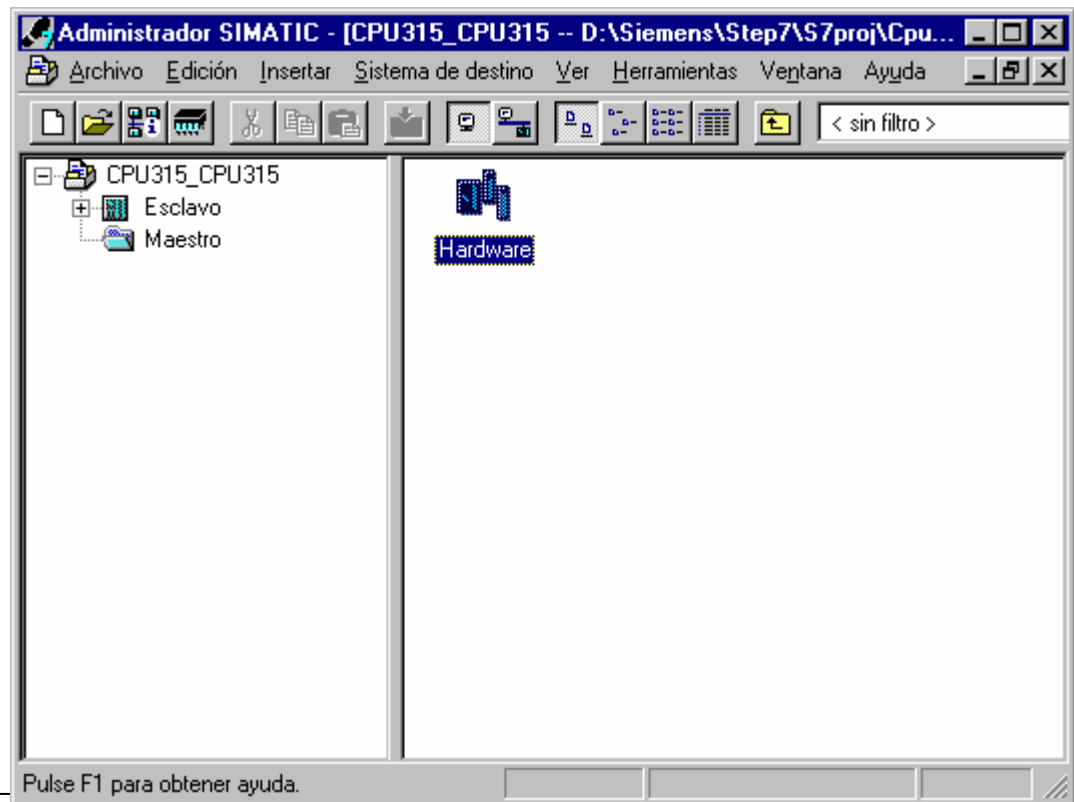 Administrador SIMATIC - [CPU315_CPU315 -- D:\Siemens\Step7\S7proj\Cpu...
Archivo Edición Insertar Sistema de destino Ver Herramientas Ventana Ayuda
< sin filtro >
CPU315_CPU315
Esclavo
Maestro
Hardware
Pulse F1 para obtener ayuda.